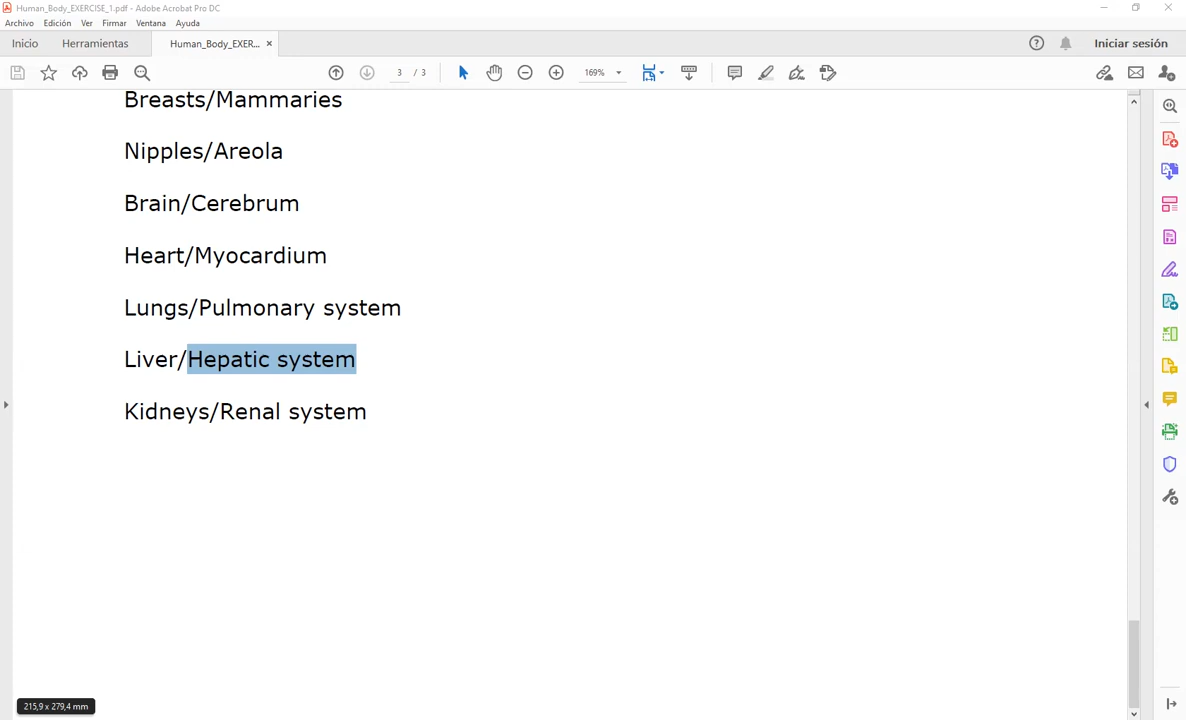 Human_Body_EXERCISE_1.pdf - Adobe Acrobat Pro DC
Archivo Edición Ver Firmar Ventana Ayuda
Inicio Herramientas Human_Body_EXER... × Iniciar sesión
3 / 3 169%
Breasts/Mammaries
Nipples/Areola
Brain/Cerebrum
Heart/Myocardium
Lungs/Pulmonary system
Liver/Hepatic system
Kidneys/Renal system
215,9 x 279,4 mm